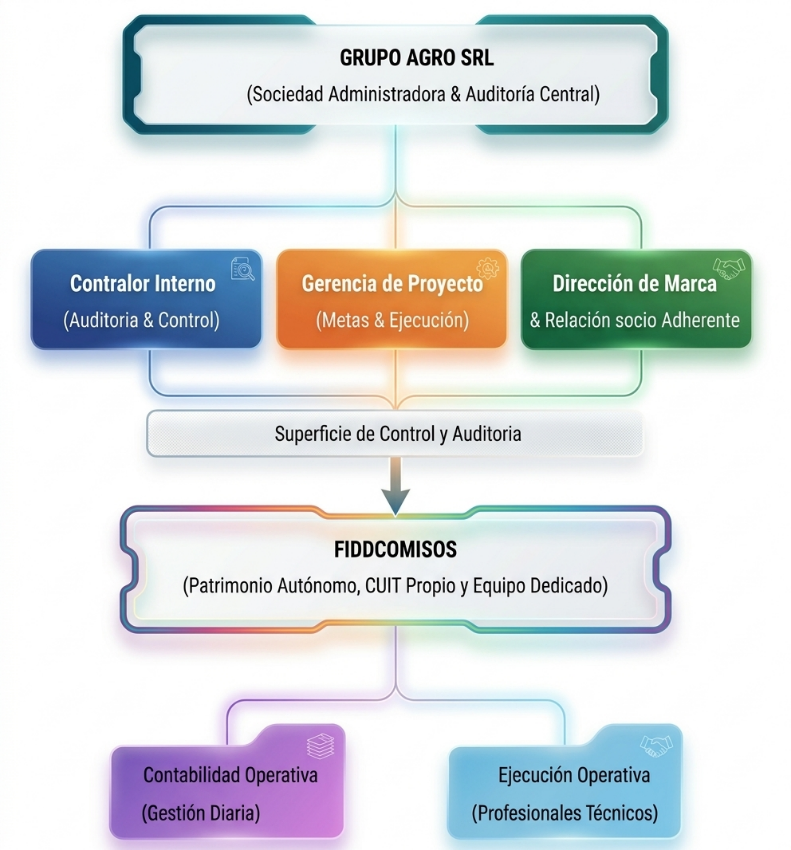 GRUPO AGRO SRL
(Sociedad Administradora & Auditoría Central)
Contralor Interno
(Auditoria & Control)
Gerencia de Proyecto
(Metas & Ejecución)
Dirección de Marca
& Relación socio Adherente
Superficie de Control y Auditoria
FIDDCOMISOS
(Patrimonio Autónomo, CUIT Propio y Equipo Dedicado)
Contabilidad Operativa
(Gestión Diaria)
Ejecución Operativa
(Profesionales Técnicos)